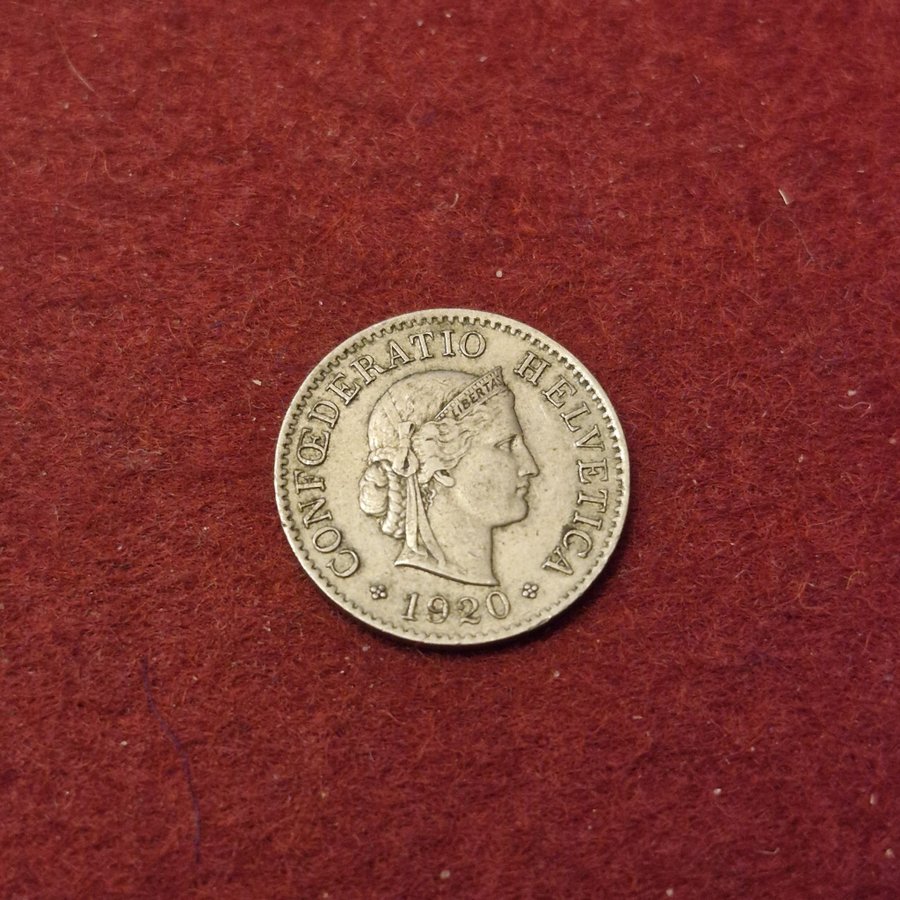 CONFŒDERATIO HELVETICA
LIBERTAS
1920